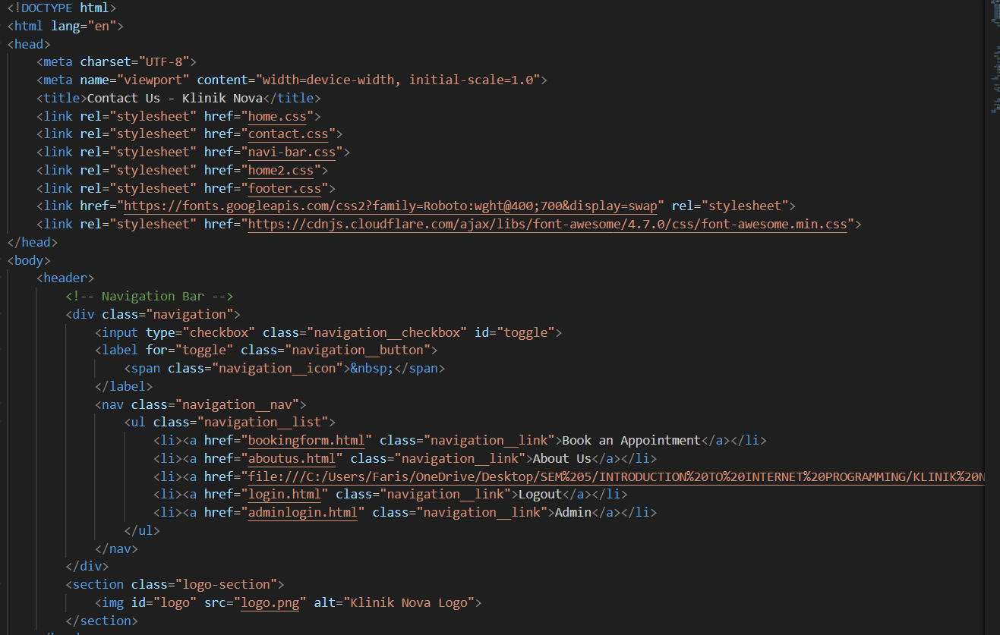 <!DOCTYPE html>
<html lang="en">
<head>
    <meta charset="UTF-8">
    <meta name="viewport" content="width=device-width, initial-scale=1.0">
    <title>Contact Us - Klinik Nova</title>
    <link rel="stylesheet" href="home.css">
    <link rel="stylesheet" href="contact.css">
    <link rel="stylesheet" href="navi-bar.css">
    <link rel="stylesheet" href="home2.css">
    <link rel="stylesheet" href="footer.css">
    <link href="https://fonts.googleapis.com/css2?family=Roboto:wght@400;700&display=swap" rel="stylesheet">
    <link rel="stylesheet" href="https://cdnjs.cloudflare.com/ajax/libs/font-awesome/4.7.0/css/font-awesome.min.css">
</head>
<body>
    <header>
        <!-- Navigation Bar -->
        <div class="navigation">
            <input type="checkbox" class="navigation__checkbox" id="toggle">
            <label for="toggle" class="navigation__button">
                <span class="navigation__icon">&nbsp;</span>
            </label>
            <nav class="navigation__nav">
                <ul class="navigation__list">
                    <li><a href="bookingform.html" class="navigation__link">Book an Appointment</a></li>
                    <li><a href="aboutus.html" class="navigation__link">About Us</a></li>
                    <li><a href="file:///C:/Users/Faris/OneDrive/Desktop/SEM%205/INTRODUCTION%20TO%20INTERNET%20PROGRAMMING/KLINIK%20N
                    <li><a href="login.html" class="navigation__link">Logout</a></li>
                    <li><a href="adminlogin.html" class="navigation__link">Admin</a></li>
                </ul>
            </nav>
        </div>
        <section class="logo-section">
            <img id="logo" src="logo.png" alt="Klinik Nova Logo">
        </section>